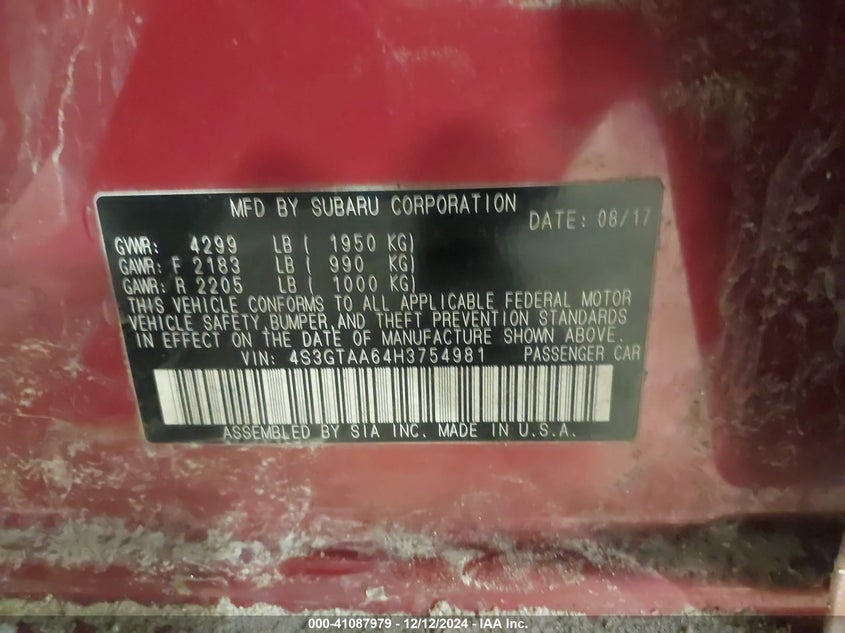 MFD BY SUBARU CORPORATION
DATE: 08/17
GVWR: 4299 LB ( 1950 KG)
GAWR: F 2183 LB ( 990 KG)
GAWR: R 2205 LB ( 1000 KG)
THIS VEHICLE CONFORMS TO ALL APPLICABLE FEDERAL MOTOR
VEHICLE SAFETY, BUMPER, AND THEFT PREVENTION STANDARDS
IN EFFECT ON THE DATE OF MANUFACTURE SHOWN ABOVE.
VIN: 4S3GTAA64H3754981 PASSENGER CAR
ASSEMBLED BY SIA INC. MADE IN U.S.A.
000-41087979 - 12/12/2024 - IAA Inc.